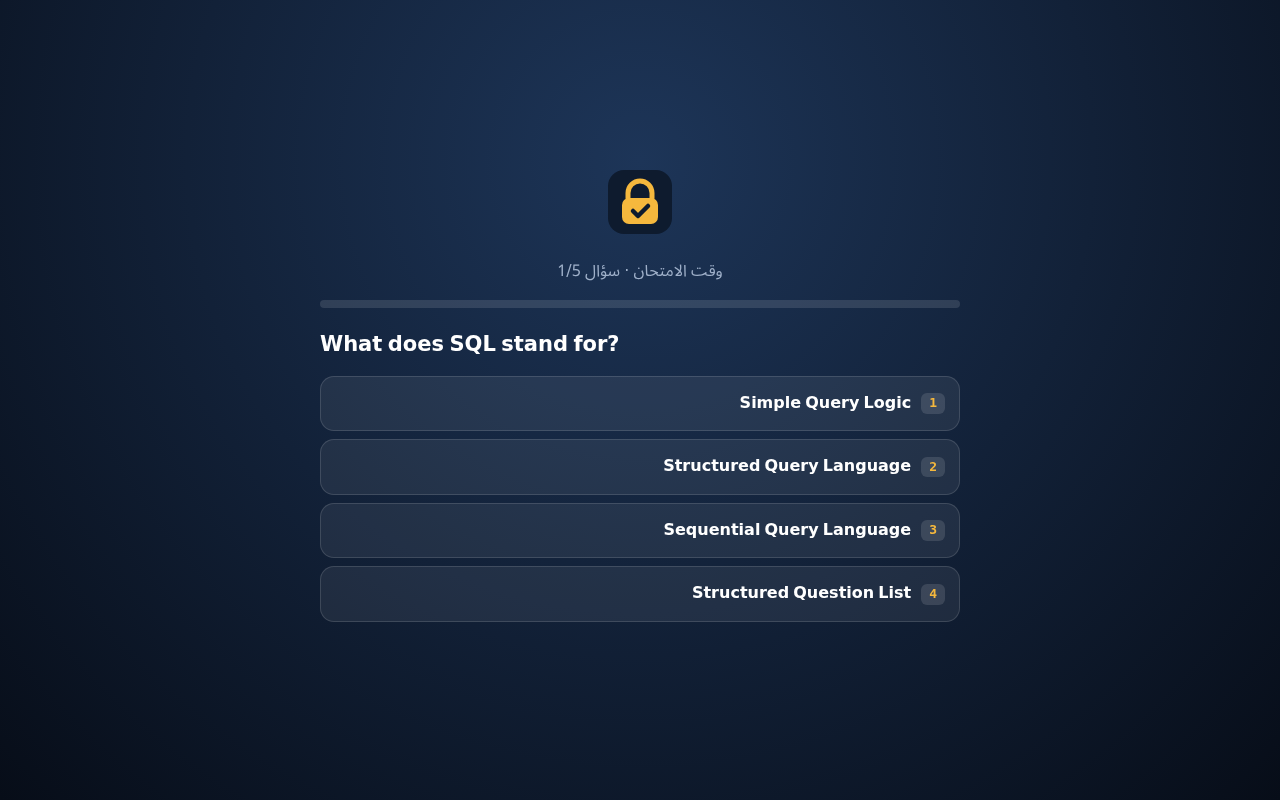 وقت الامتحان · سؤال 1/5
What does SQL stand for?
1 Simple Query Logic
2 Structured Query Language
3 Sequential Query Language
4 Structured Question List